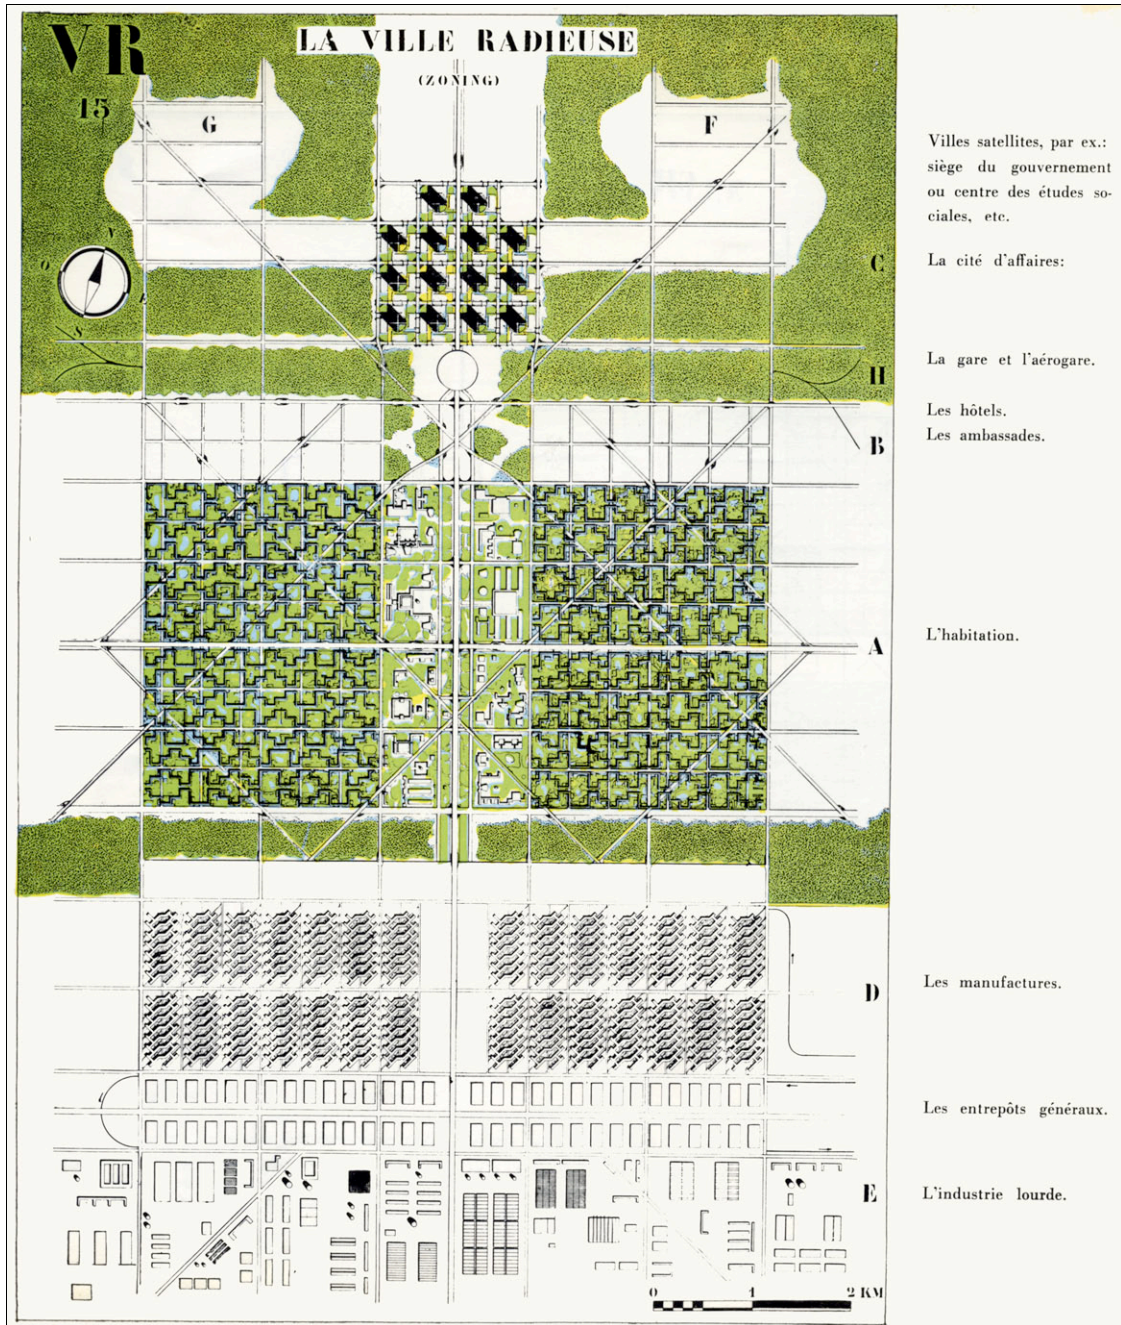 VR
LA VILLE RADIEUSE
(ZONING)
15
G
F
Villes satellites, par ex.:
siège du gouvernement
ou centre des études so-
ciales, etc.
N
O
E
S
C
La cité d'affaires:
H
La gare et l'aérogare.
Les hôtels.
B
Les ambassades.
A
L'habitation.
D
Les manufactures.
Les entrepôts généraux.
E
L'industrie lourde.
0 1 2 KM